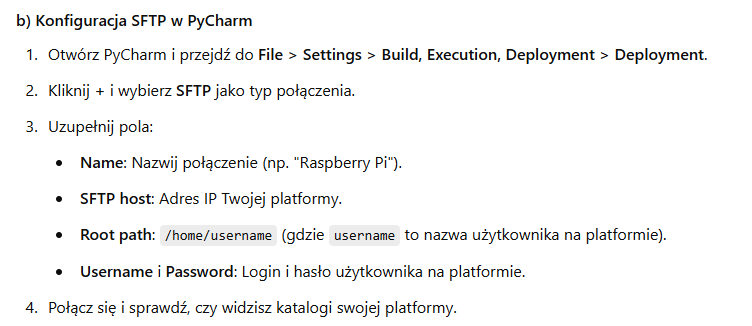 b) Konfiguracja SFTP w PyCharm
1. Otwórz PyCharm i przejdź do File > Settings > Build, Execution, Deployment > Deployment.
2. Kliknij + i wybierz SFTP jako typ połączenia.
3. Uzupełnij pola:
• Name: Nazwij połączenie (np. "Raspberry Pi").
• SFTP host: Adres IP Twojej platformy.
• Root path: /home/username (gdzie username to nazwa użytkownika na platformie).
• Username i Password: Login i hasło użytkownika na platformie.
4. Połącz się i sprawdź, czy widzisz katalogi swojej platformy.